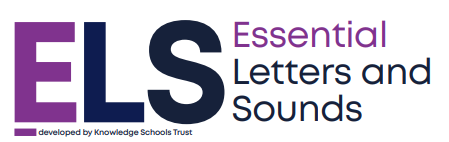 ELS
Essential
Letters and
Sounds
developed by Knowledge Schools Trust